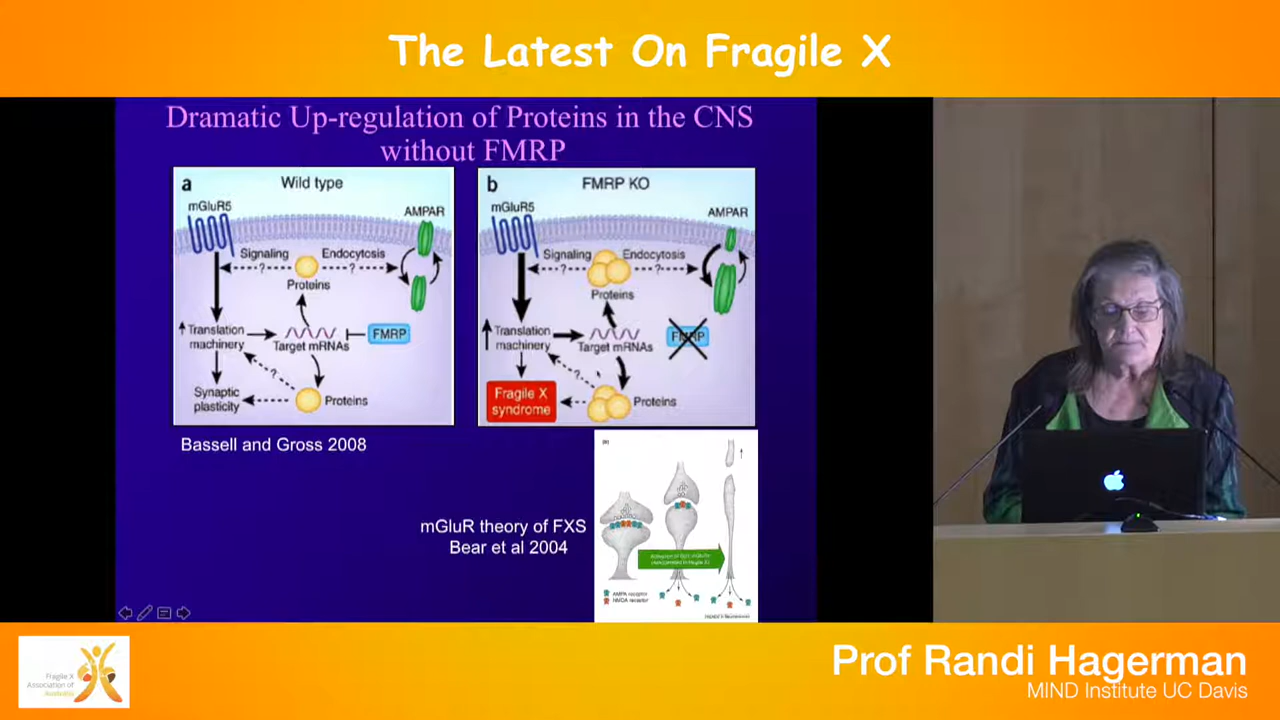 The Latest On Fragile X
Dramatic Up-regulation of Proteins in the CNS
without FMRP
a
Wild type
mGluR5
AMPAR
Signaling
Endocytosis
?
?
Proteins
Translation
machinery
Target mRNAs
FMRP
?
Synaptic
plasticity
Proteins
b
FMRP KO
mGluR5
AMPAR
Signaling
Endocytosis
?
?
Proteins
Translation
machinery
Target mRNAs
FMRP
?
Fragile X
syndrome
Proteins
Bassell and Gross 2008
mGluR theory of FXS
Bear et al 2004
AMPA receptor
NMDA receptor
Fragile X
Association of
Australia
Prof Randi Hagerman
MIND Institute UC Davis